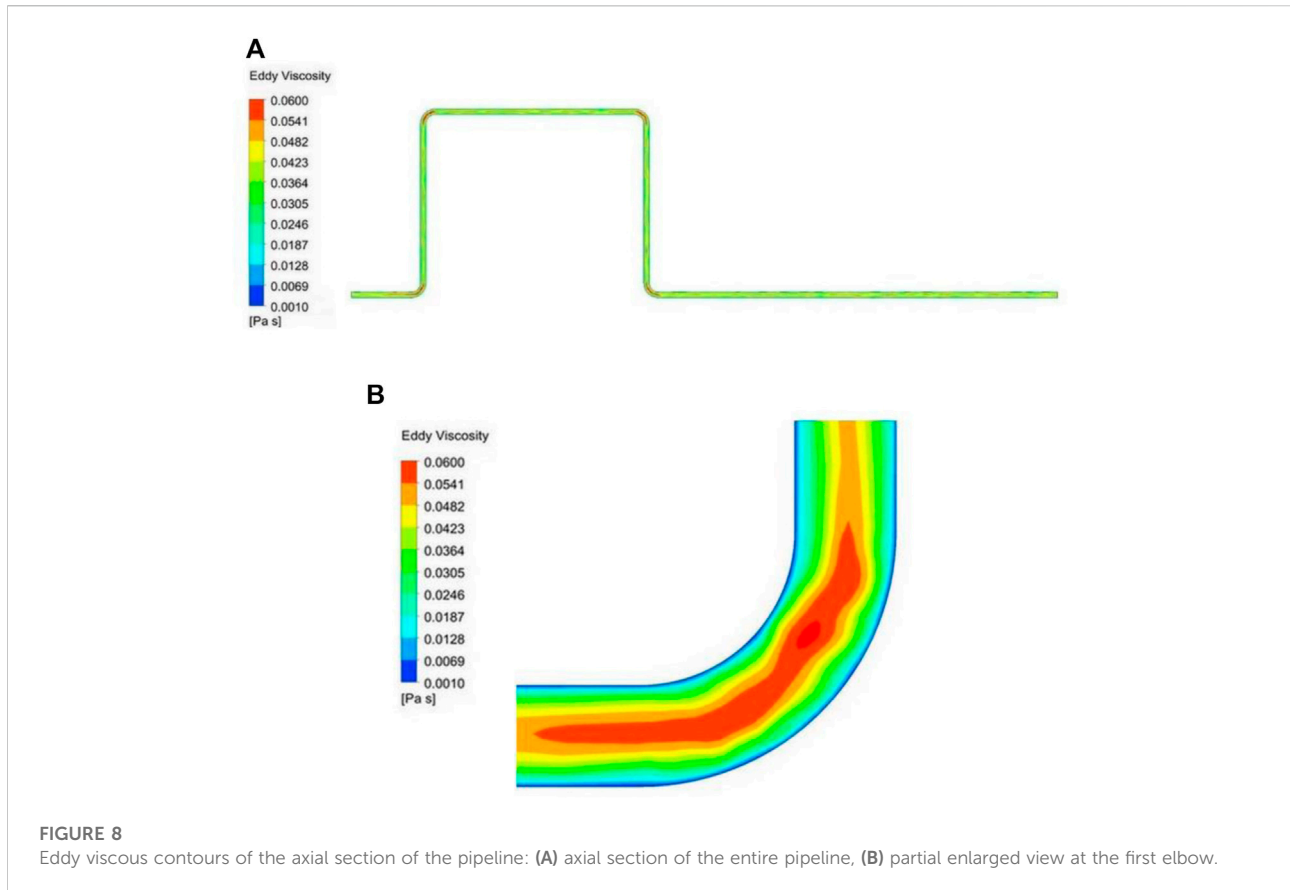 A
Eddy Viscosity
0.0600
0.0541
0.0482
0.0423
0.0364
0.0305
0.0246
0.0187
0.0128
0.0069
0.0010
[Pa s]
B
Eddy Viscosity
0.0600
0.0541
0.0482
0.0423
0.0364
0.0305
0.0246
0.0187
0.0128
0.0069
0.0010
[Pa s]
FIGURE 8
Eddy viscous contours of the axial section of the pipeline: (A) axial section of the entire pipeline, (B) partial enlarged view at the first elbow.